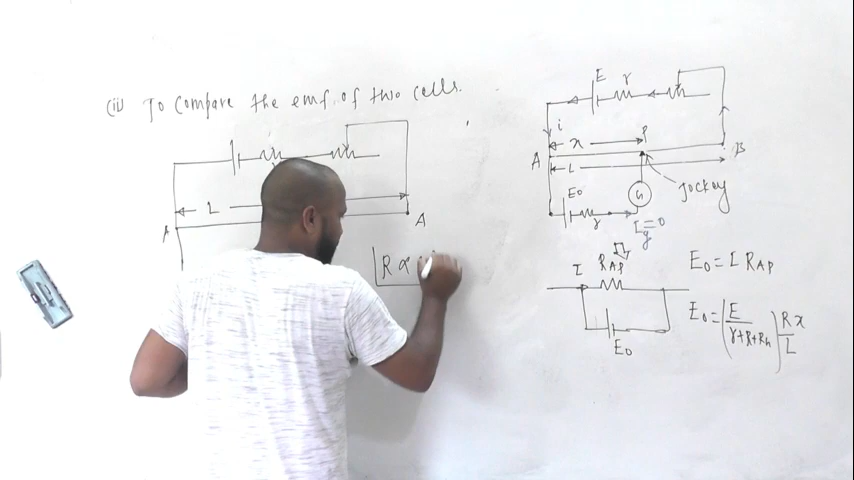 (ii) To Compare the emf. of two cells.
L
A
A
R ∝
E r
i
x P
A B
L
Jockey
E0 G
r
Ig = 0
I RAP
E0
E0 = I RAP
E0 = (E / r+R+Rh) Rx / L